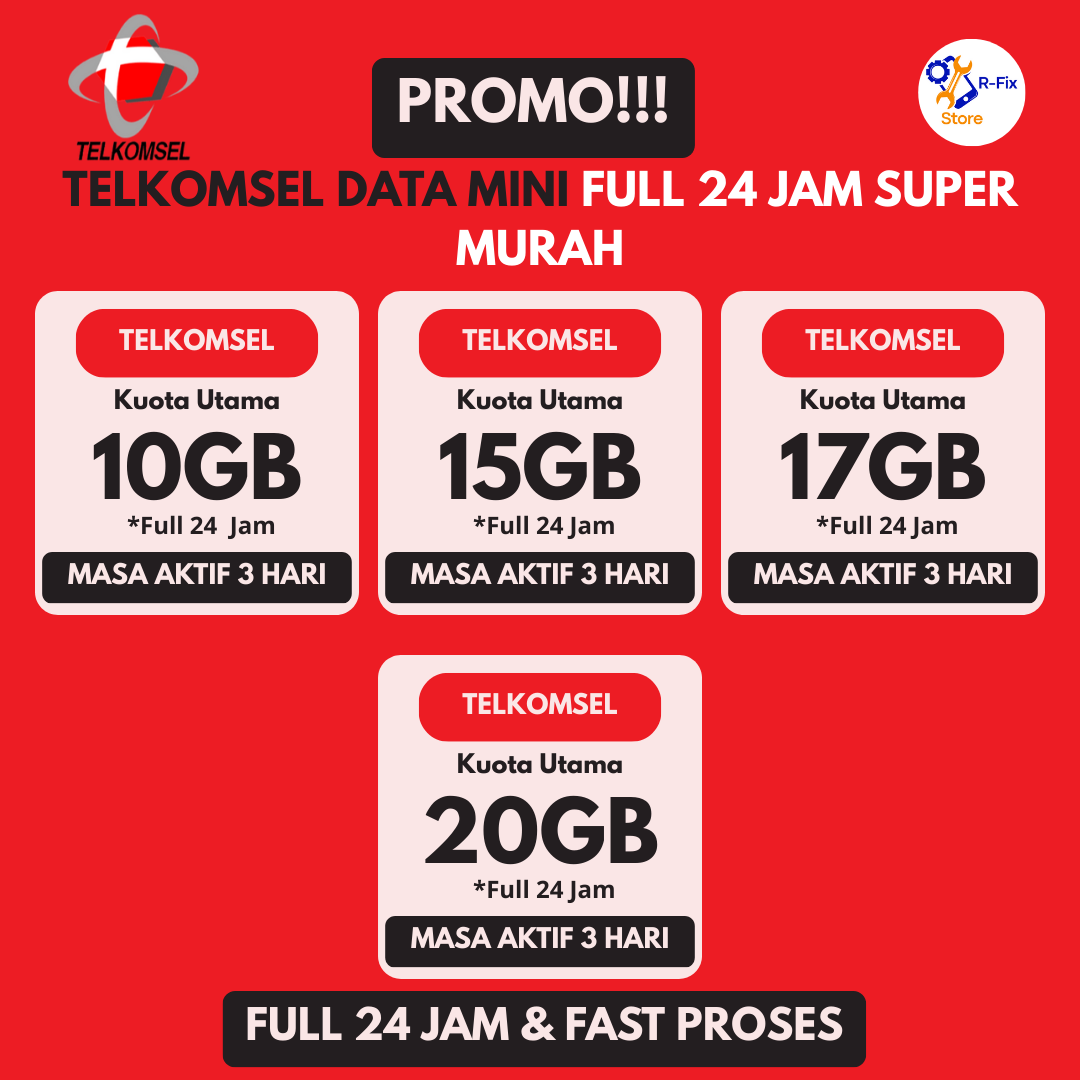 TELKOMSEL
PROMO!!!
R-Fix
Store
TELKOMSEL DATA MINI FULL 24 JAM SUPER
MURAH
TELKOMSEL
Kuota Utama
10GB
*Full 24 Jam
MASA AKTIF 3 HARI
TELKOMSEL
Kuota Utama
15GB
*Full 24 Jam
MASA AKTIF 3 HARI
TELKOMSEL
Kuota Utama
17GB
*Full 24 Jam
MASA AKTIF 3 HARI
TELKOMSEL
Kuota Utama
20GB
*Full 24 Jam
MASA AKTIF 3 HARI
FULL 24 JAM & FAST PROSES